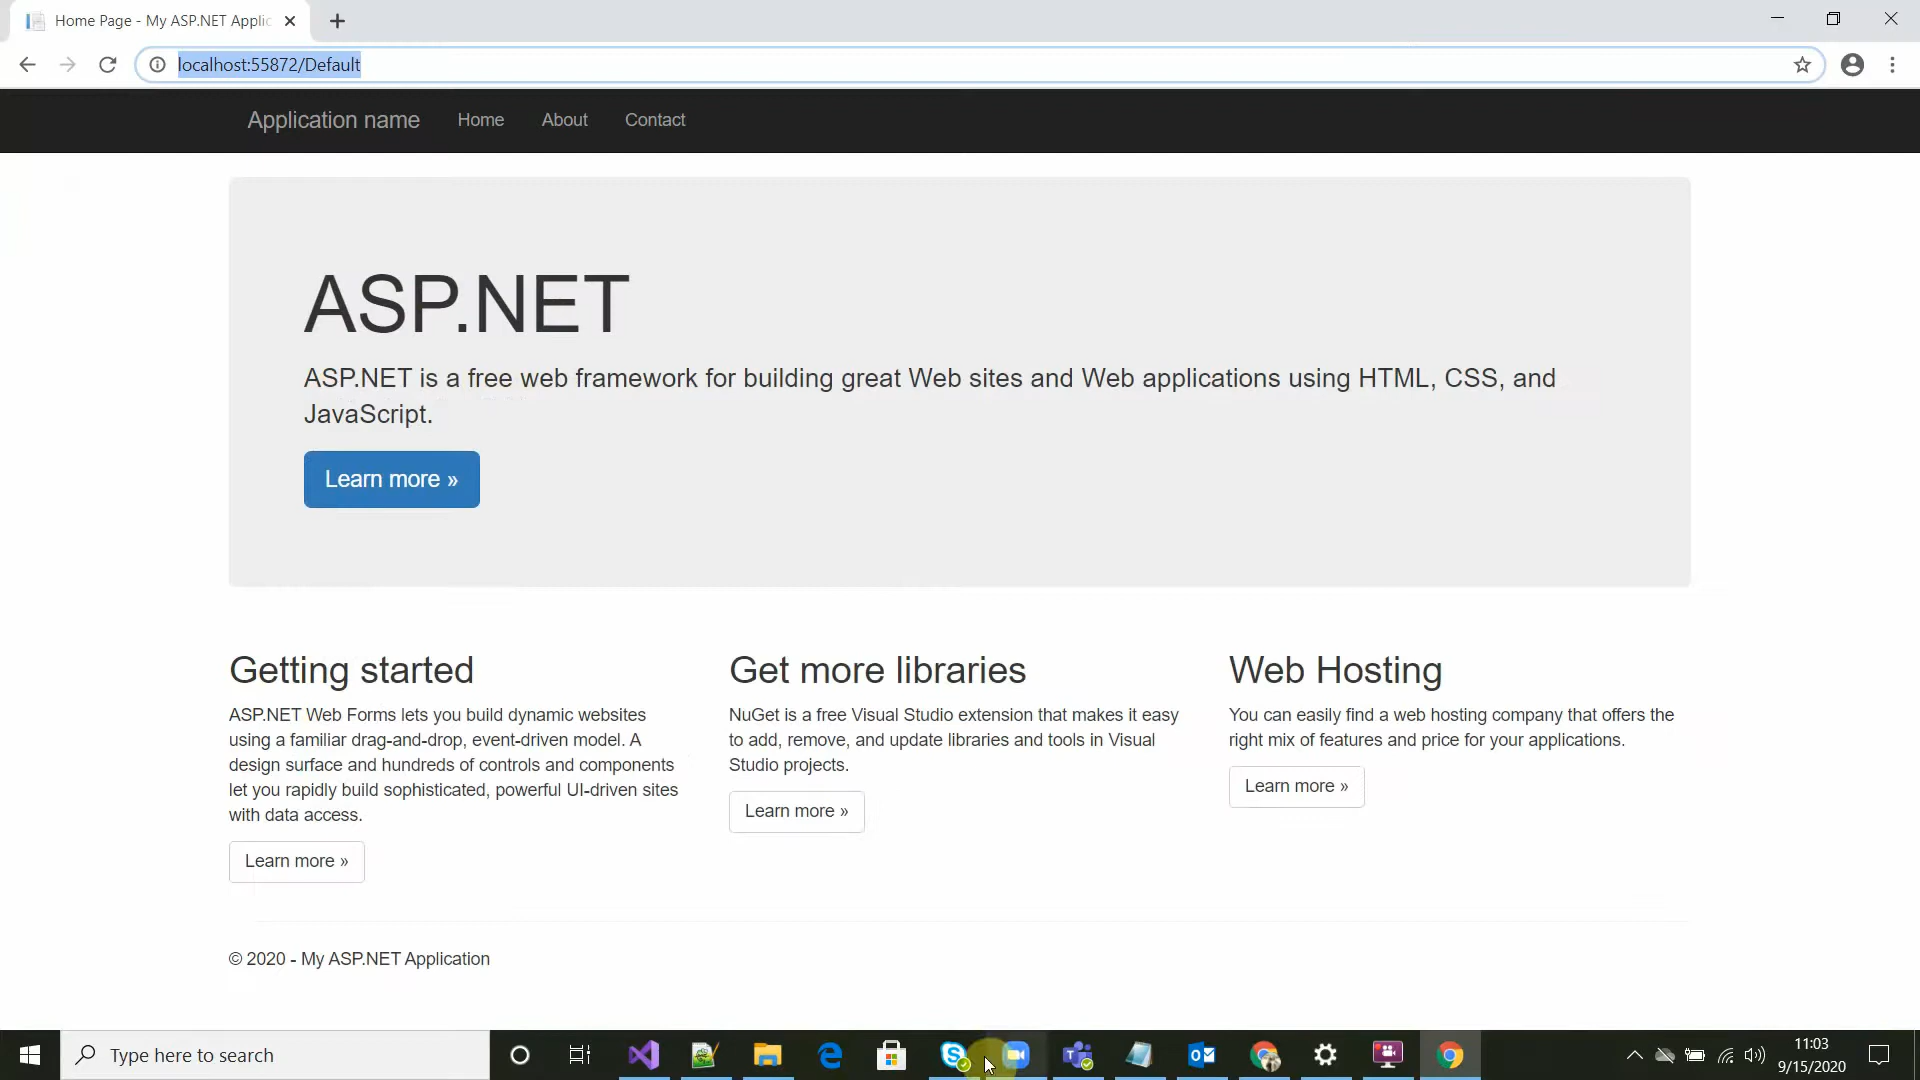 Home Page - My ASP.NET Applic
localhost:55872/Default
Application name Home About Contact
ASP.NET
ASP.NET is a free web framework for building great Web sites and Web applications using HTML, CSS, and
JavaScript.
Learn more »
Getting started
ASP.NET Web Forms lets you build dynamic websites
using a familiar drag-and-drop, event-driven model. A
design surface and hundreds of controls and components
let you rapidly build sophisticated, powerful UI-driven sites
with data access.
Learn more »
Get more libraries
NuGet is a free Visual Studio extension that makes it easy
to add, remove, and update libraries and tools in Visual
Studio projects.
Learn more »
Web Hosting
You can easily find a web hosting company that offers the
right mix of features and price for your applications.
Learn more »
© 2020 - My ASP.NET Application
Type here to search
11:03
9/15/2020